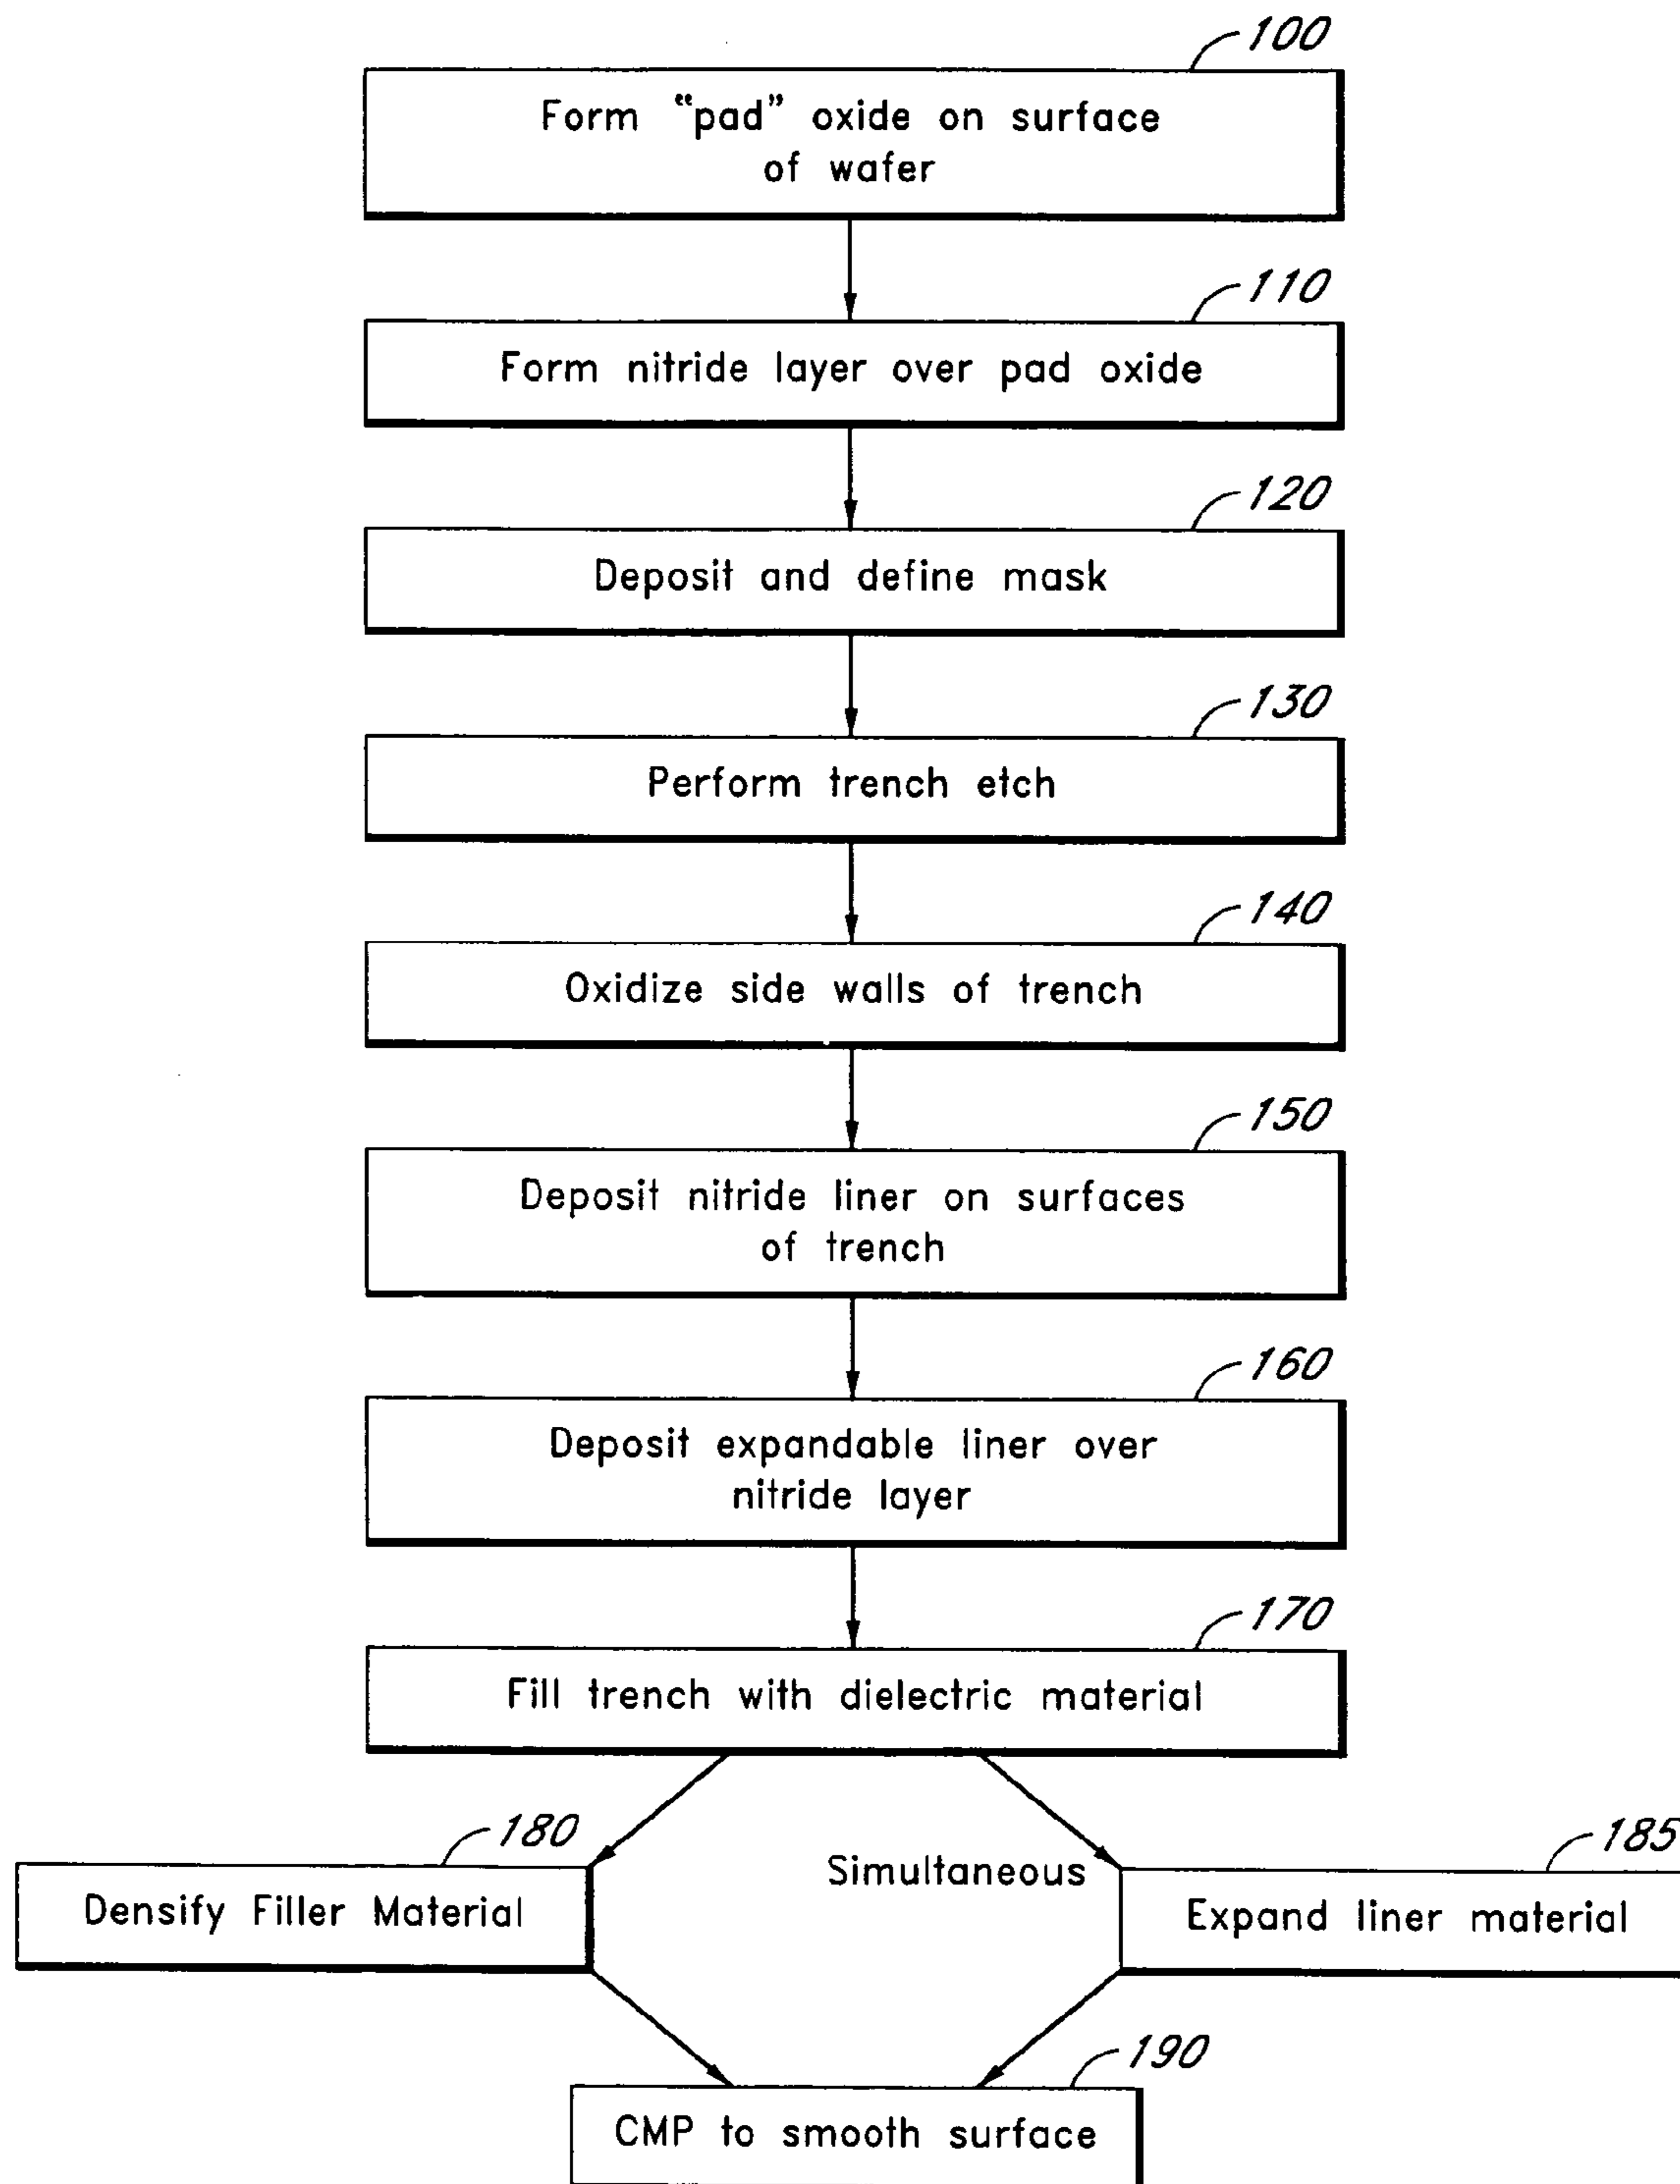 100
Form "pad" oxide on surface
of wafer
110
Form nitride layer over pad oxide
120
Deposit and define mask
130
Perform trench etch
140
Oxidize side walls of trench
150
Deposit nitride liner on surfaces
of trench
160
Deposit expandable liner over
nitride layer
170
Fill trench with dielectric material
180
Densify Filler Material
Simultaneous
185
Expand liner material
190
CMP to smooth surface